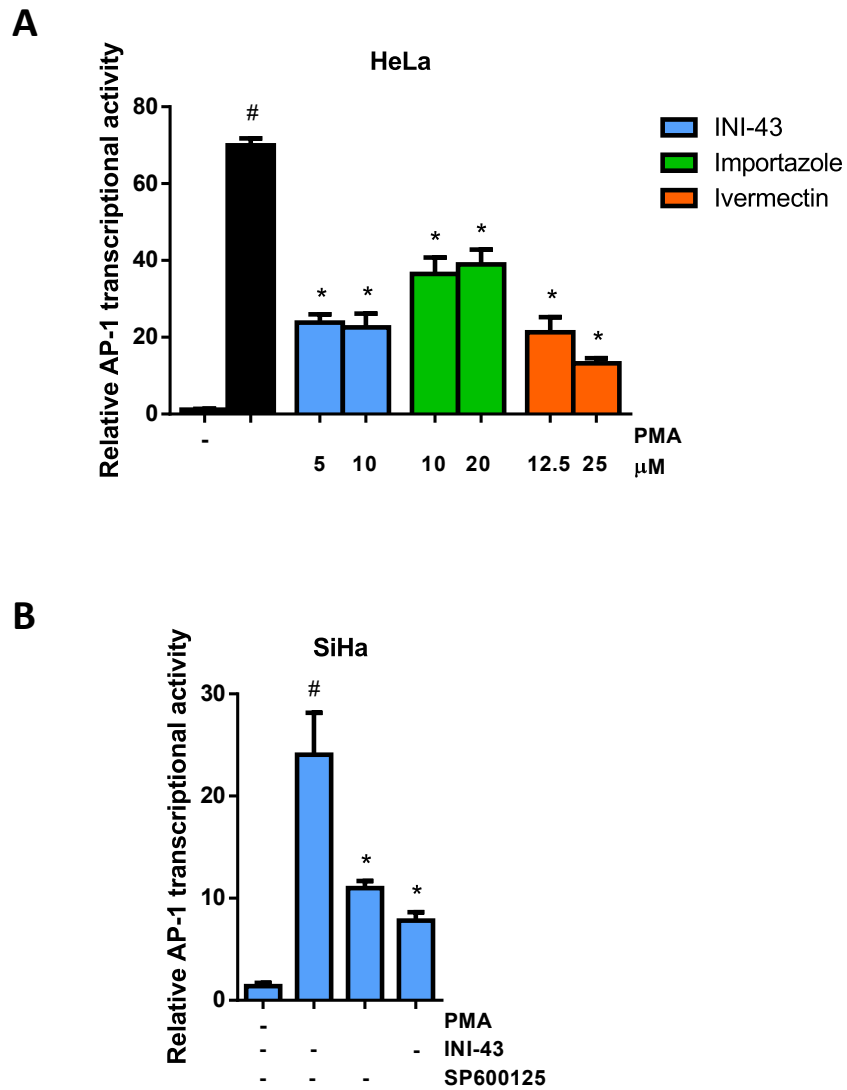 A
HeLa
Relative AP-1 transcriptional activity
80
60
40
20
0
#
* * * * * *
INI-43
Importazole
Ivermectin
- PMA
5 10 10 20 12.5 25 μM
B
SiHa
Relative AP-1 transcriptional activity
30
20
10
0
#
* *
- PMA
- - - INI-43
- - - SP600125